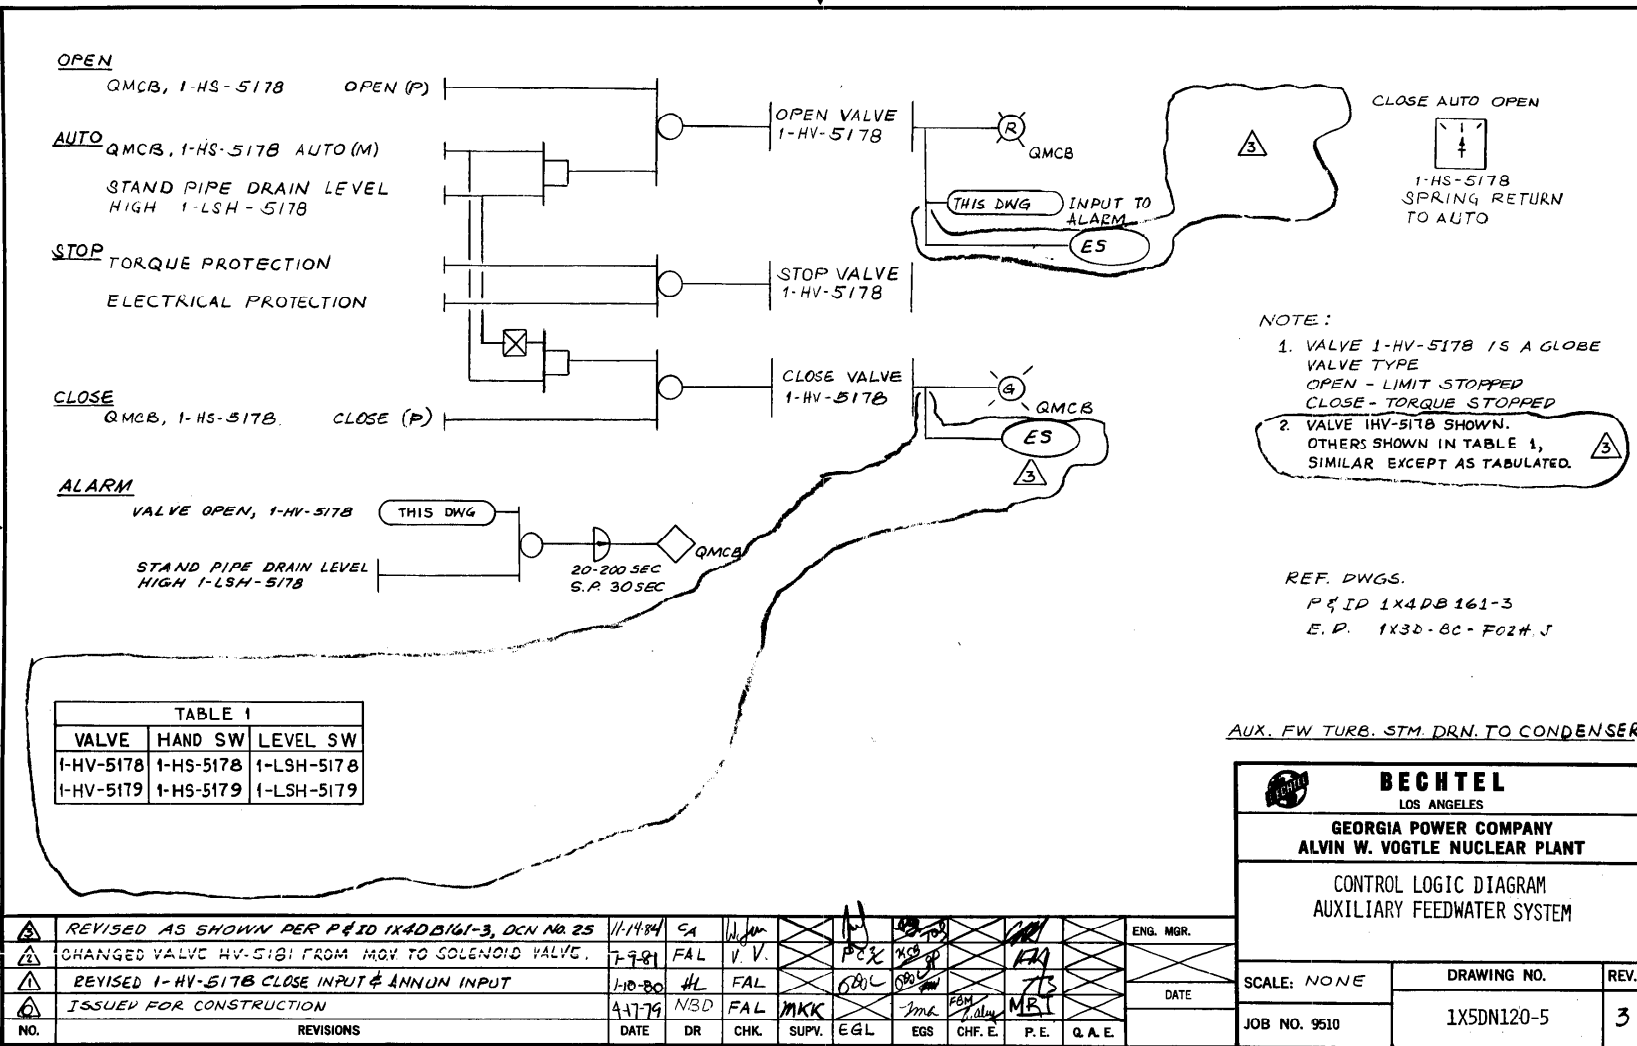 OPEN
QMCB, 1-HS-5178 OPEN (P)
AUTO
QMCB, 1-HS-5178 AUTO (M)
STAND PIPE DRAIN LEVEL
HIGH 1-LSH-5178
STOP
TORQUE PROTECTION
ELECTRICAL PROTECTION
CLOSE
QMCB, 1-HS-5178. CLOSE (P)
OPEN VALVE
1-HV-5178
R
QMCB
THIS DWG
INPUT TO
ALARM
ES
STOP VALVE
1-HV-5178
CLOSE VALVE
1-HV-5178
G
QMCB
ES
3
3
CLOSE AUTO OPEN
1-HS-5178
SPRING RETURN
TO AUTO
NOTE:
1. VALVE 1-HV-5178 IS A GLOBE
VALVE TYPE
OPEN - LIMIT STOPPED
CLOSE - TORQUE STOPPED
2. VALVE 1HV-5178 SHOWN.
OTHERS SHOWN IN TABLE 1,
SIMILAR EXCEPT AS TABULATED.
3
ALARM
VALVE OPEN, 1-HV-5178
THIS DWG
STAND PIPE DRAIN LEVEL
HIGH 1-LSH-5178
20-200 SEC
S.P. 30 SEC
QMCB
REF. DWGS.
P & ID 1X4DB161-3
E.D. 1X3D-BC-F02H, J
TABLE 1
VALVE HAND SW LEVEL SW
1-HV-5178 1-HS-5178 1-LSH-5178
1-HV-5179 1-HS-5179 1-LSH-5179
AUX. FW TURB. STM. DRN. TO CONDENSER
BECHTEL
LOS ANGELES
GEORGIA POWER COMPANY
ALVIN W. VOGTLE NUCLEAR PLANT
CONTROL LOGIC DIAGRAM
AUXILIARY FEEDWATER SYSTEM
SCALE: NONE
JOB NO. 9510
DRAWING NO.
1X5DN120-5
REV.
3
3 REVISED AS SHOWN PER P & ID 1X4DB161-3, DCN NO. 25 11-14-84 CA
2 CHANGED VALVE HV-5181 FROM M.O.V. TO SOLENOID VALVE. 7-9-81 FAL V.V.
1 REVISED 1-HV-5178 CLOSE INPUT & ANNUN INPUT 1-10-80 HL FAL
0 ISSUED FOR CONSTRUCTION 4-17-79 NBD FAL MKK
NO. REVISIONS DATE DR CHK. SUPV. EGL EGS CHF. E. P.E. Q.A.E.
ENG. MGR.
DATE